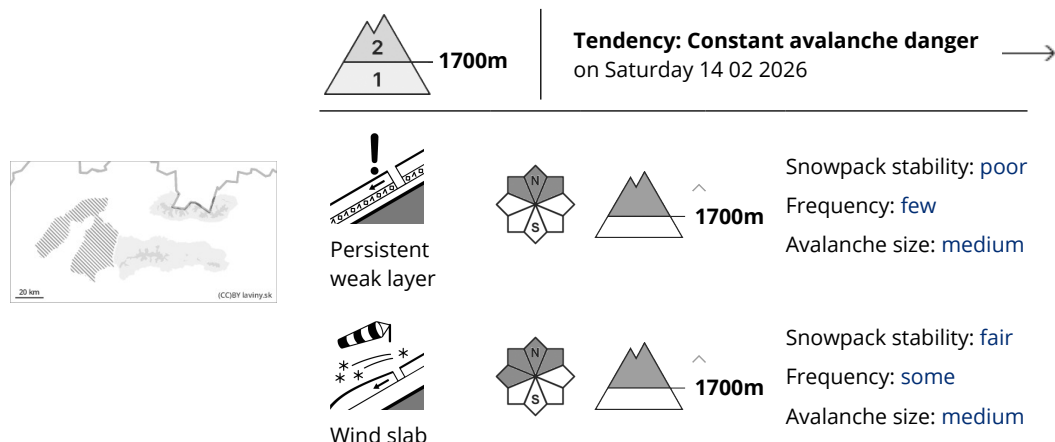 2
1
1700m
Tendency: Constant avalanche danger
on Saturday 14 02 2026
20 km
(CC)BY laviny.sk
Persistent
weak layer
N
S
1700m
Snowpack stability: poor
Frequency: few
Avalanche size: medium
Wind slab
N
S
1700m
Snowpack stability: fair
Frequency: some
Avalanche size: medium